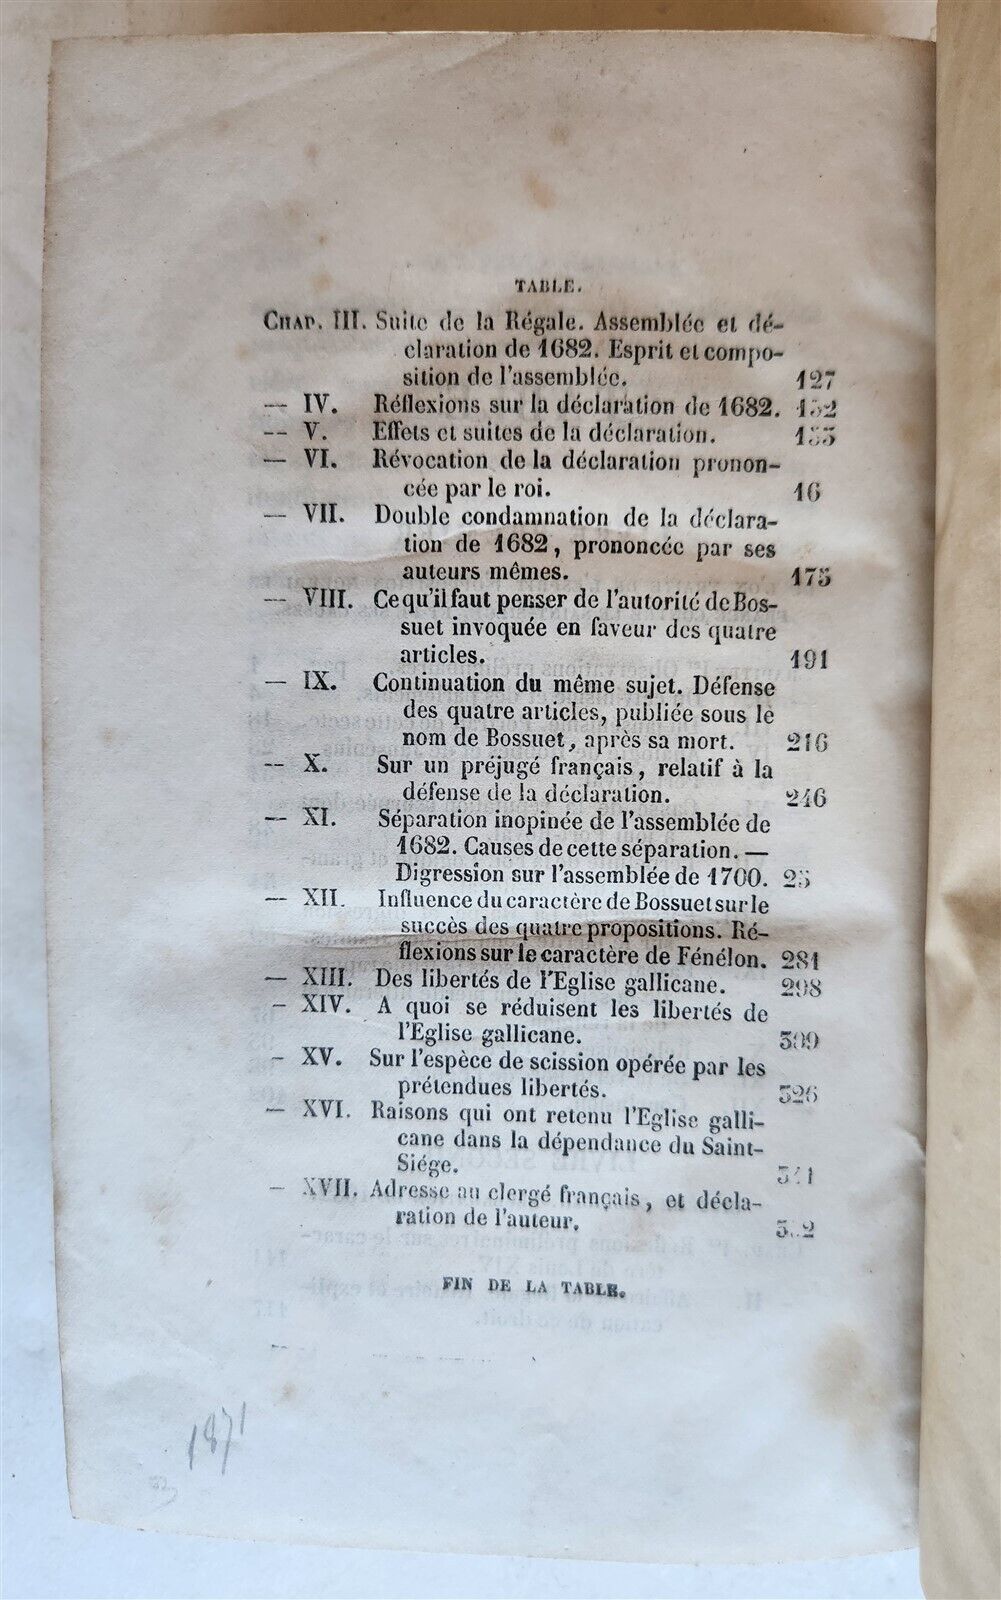 TABLE.
CHAP. III. Suite de la Régale. Assemblée et dé-
claration de 1682. Esprit et compo-
sition de l'assemblée. 127
— IV. Réflexions sur la déclaration de 1682.
— V. Effets et suites de la déclaration.
— VI. Révocation de la déclaration pronon-
cée par le roi. 16
— VII. Double condamnation de la déclara-
tion de 1682, prononcée par ses
auteurs mêmes. 175
— VIII. Ce qu'il faut penser de l'autorité de Bos-
suet invoquée en faveur des quatre
articles. 191
— IX. Continuation du même sujet. Défense
des quatre articles, publiée sous le
nom de Bossuet, après sa mort. 216
— X. Sur un préjugé français, relatif à la
défense de la déclaration. 246
— XI. Séparation inopinée de l'assemblée de
1682. Causes de cette séparation. —
Digression sur l'assemblée de 1700.
— XII. Influence du caractère de Bossuet sur le
succès des quatre propositions. Ré-
flexions sur le caractère de Fénélon. 281
— XIII. Des libertés de l'Eglise gallicane. 298
— XIV. A quoi se réduisent les libertés de
l'Eglise gallicane. 309
— XV. Sur l'espèce de scission opérée par les
prétendues libertés. 326
— XVI. Raisons qui ont retenu l'Eglise galli-
cane dans la dépendance du Saint-
Siége.
— XVII. Adresse au clergé français, et décla-
ration de l'auteur.
FIN DE LA TABLE.
1871